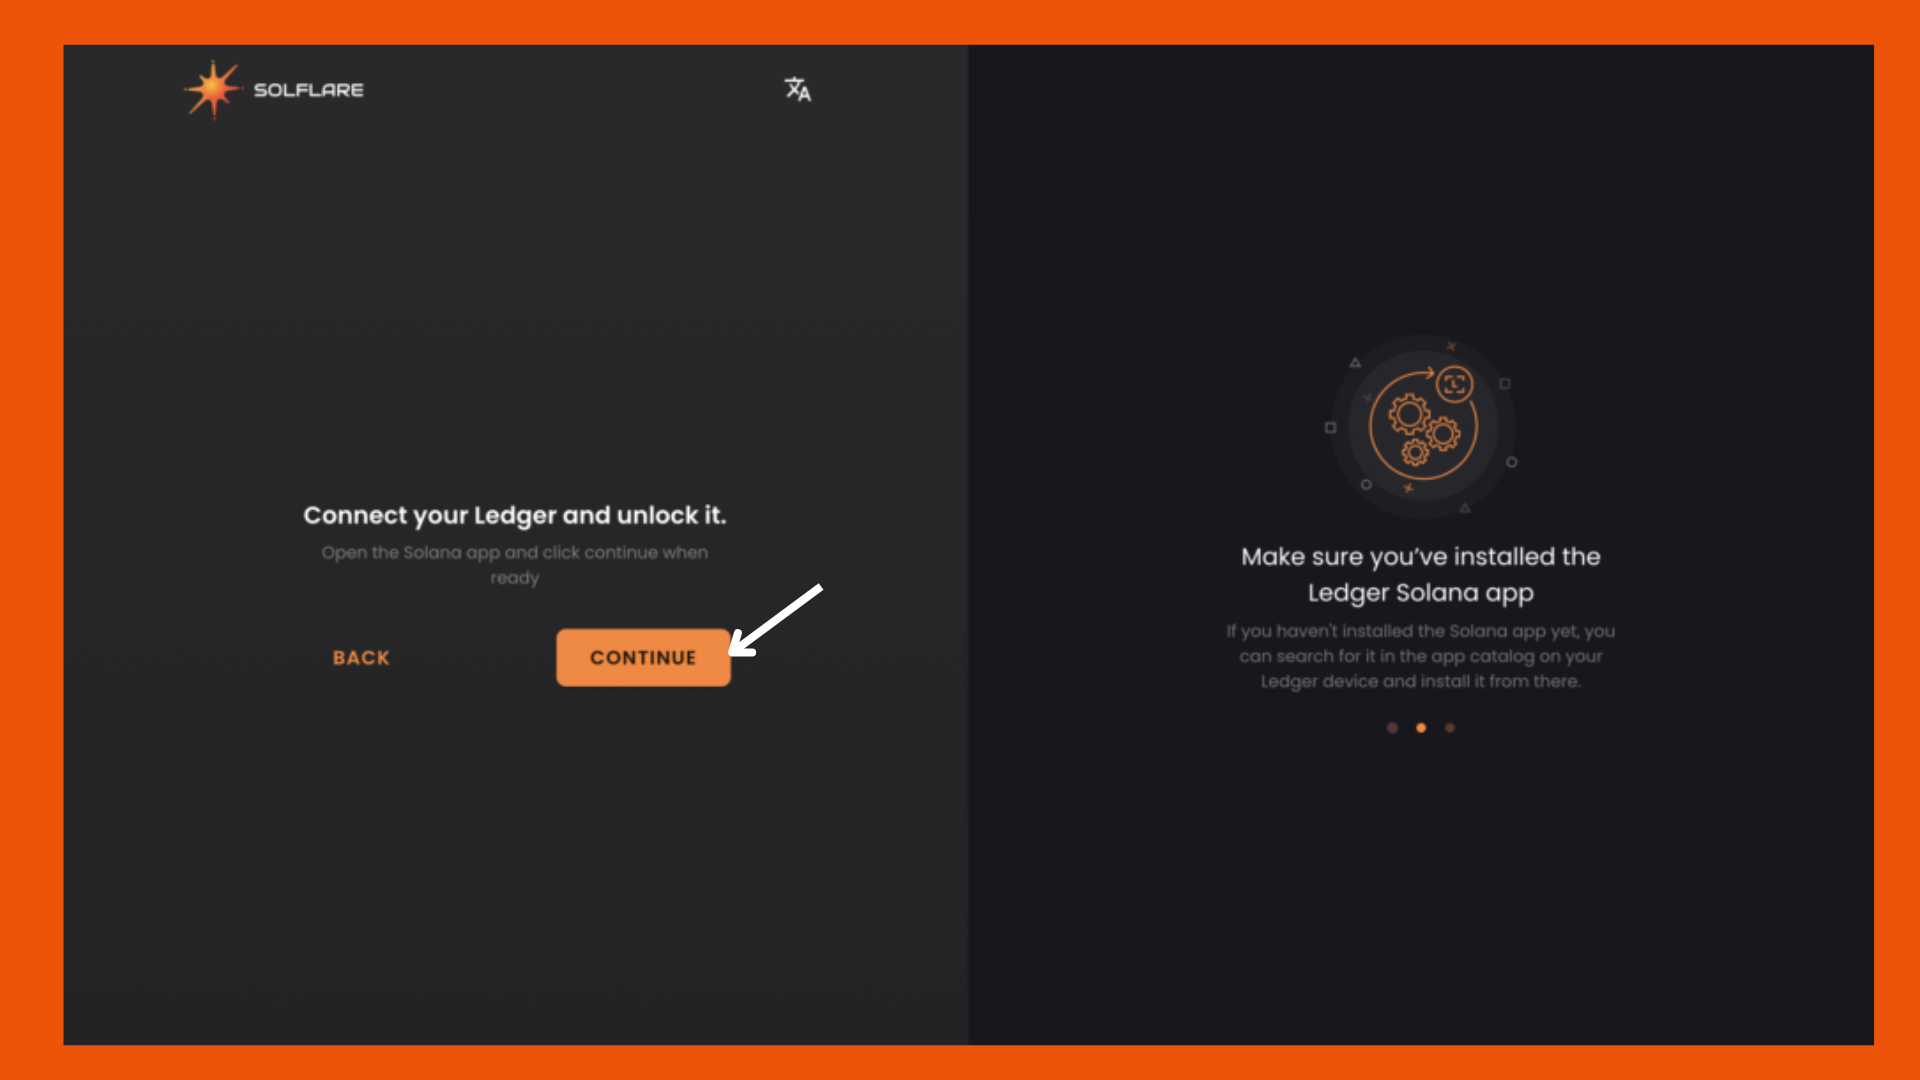 SOLFLARE
Connect your Ledger and unlock it.
Open the Solana app and click continue when
ready
BACK
CONTINUE
Make sure you’ve installed the
Ledger Solana app
If you haven't installed the Solana app yet, you
can search for it in the app catalog on your
Ledger device and install it from there.